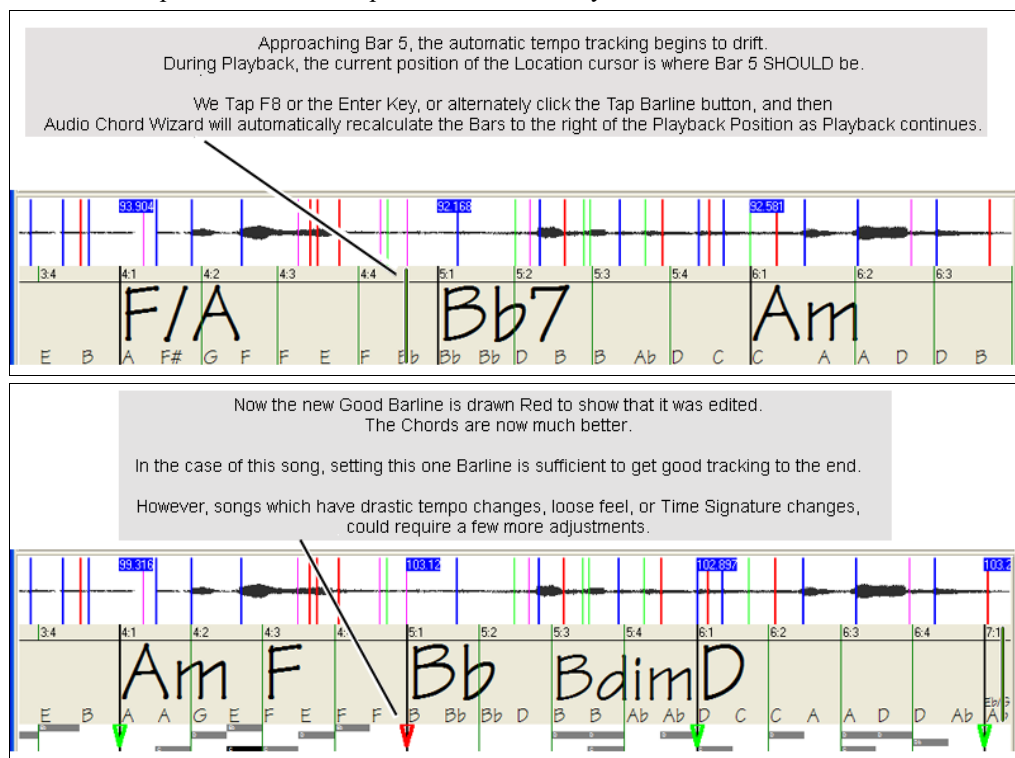 Approaching Bar 5, the automatic tempo tracking begins to drift.
During Playback, the current position of the Location cursor is where Bar 5 SHOULD be.
We Tap F8 or the Enter Key, or alternately click the Tap Barline button, and then
Audio Chord Wizard will automatically recalculate the Bars to the right of the Playback Position as Playback continues.
93.904 92.168 92.581
3:4 4:1 4:2 4:3 4:4 5:1 5:2 5:3 5:4 6:1 6:2 6:3
F/A Bb7 Am
E B A F# G F F E F Bb Bb Bb D B B Ab D C C A A D D B
Now the new Good Barline is drawn Red to show that it was edited.
The Chords are now much better.
In the case of this song, setting this one Barline is sufficient to get good tracking to the end.
However, songs which have drastic tempo changes, loose feel, or Time Signature changes,
could require a few more adjustments.
99.316 103.12 102.897 103.2
3:4 4:1 4:2 4:3 4: 5:1 5:2 5:3 5:4 6:1 6:2 6:3 6:4 7:1
Am F Bb Bdim D
Eb/G
E B A A G E F E F F B Bb Bb D B B Ab Ab D C C A A D D Ab A